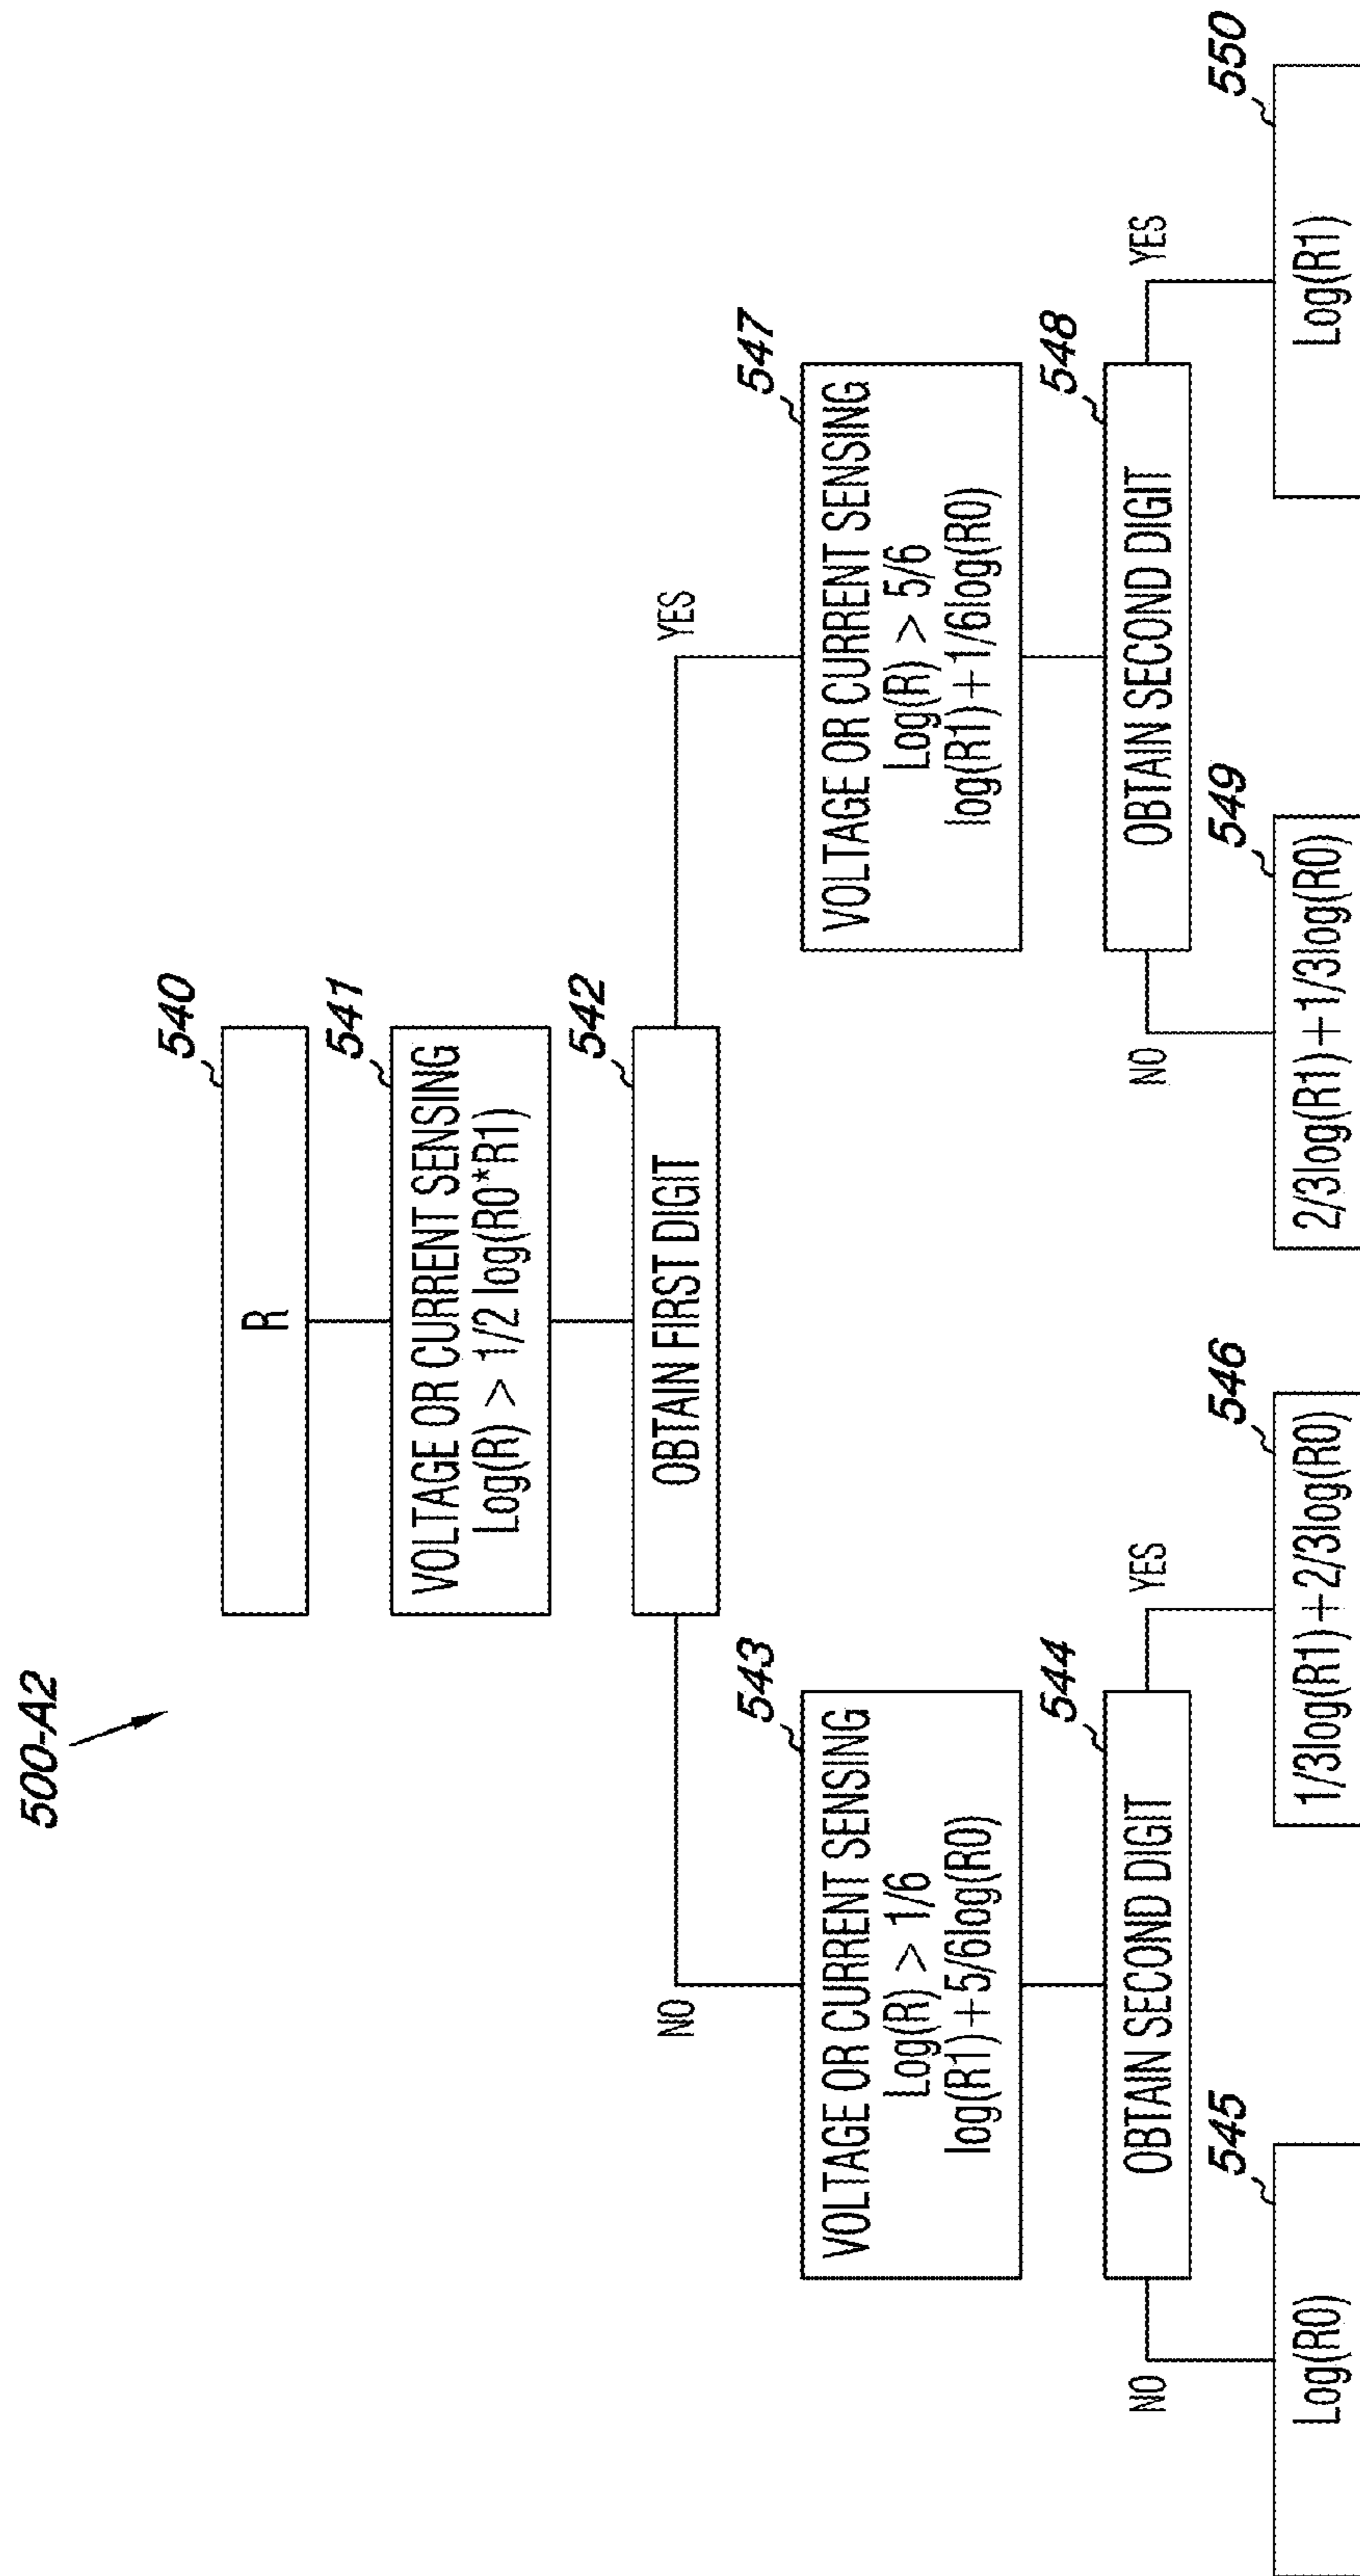 500-A2
540
R
541
VOLTAGE OR CURRENT SENSING
Log(R) > 1/2 log(R0*R1)
542
OBTAIN FIRST DIGIT
NO
YES
543
VOLTAGE OR CURRENT SENSING
Log(R) > 1/6
log(R1)+5/6log(R0)
547
VOLTAGE OR CURRENT SENSING
Log(R) > 5/6
log(R1)+1/6log(R0)
544
OBTAIN SECOND DIGIT
548
OBTAIN SECOND DIGIT
NO
YES
NO
YES
545
Log(R0)
546
1/3log(R1)+2/3log(R0)
549
2/3log(R1)+1/3log(R0)
550
Log(R1)